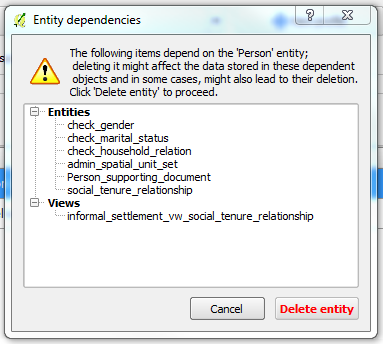 Entity dependencies
?
The following items depend on the 'Person' entity;
deleting it might affect the data stored in these dependent
objects and in some cases, might also lead to their deletion.
Click 'Delete entity' to proceed.
Entities
check_gender
check_marital_status
check_household_relation
admin_spatial_unit_set
Person_supporting_document
social_tenure_relationship
Views
informal_settlement_vw_social_tenure_relationship
Cancel Delete entity